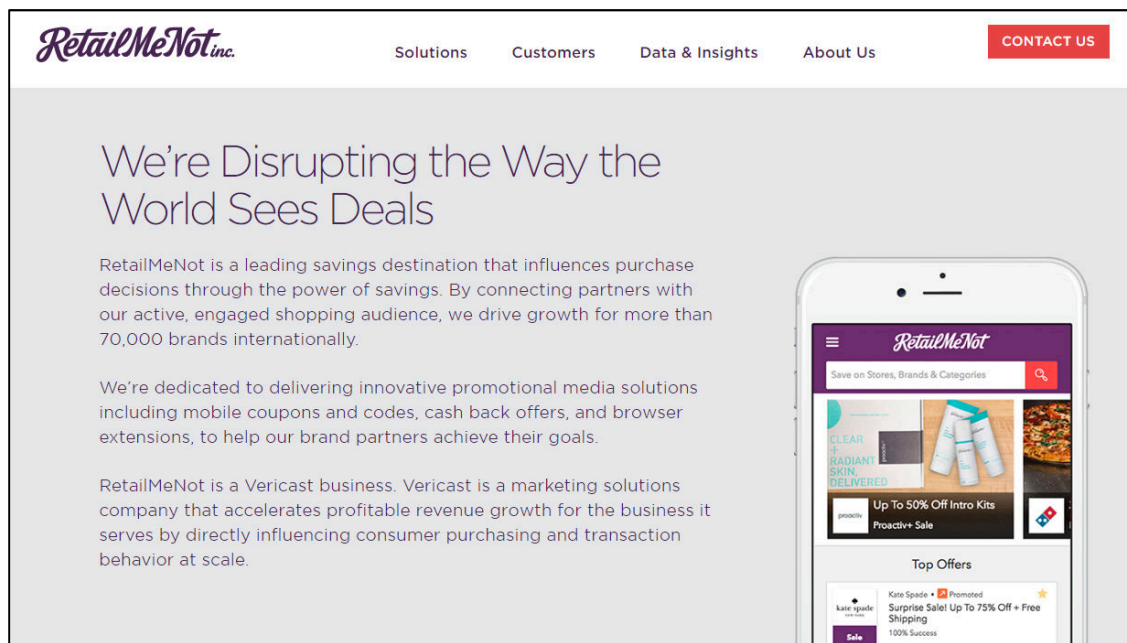 RetailMeNot inc.
Solutions
Customers
Data & Insights
About Us
CONTACT US
We're Disrupting the Way the
World Sees Deals
RetailMeNot is a leading savings destination that influences purchase
decisions through the power of savings. By connecting partners with
our active, engaged shopping audience, we drive growth for more than
70,000 brands internationally.
We're dedicated to delivering innovative promotional media solutions
including mobile coupons and codes, cash back offers, and browser
extensions, to help our brand partners achieve their goals.
RetailMeNot is a Vericast business. Vericast is a marketing solutions
company that accelerates profitable revenue growth for the business it
serves by directly influencing consumer purchasing and transaction
behavior at scale.
RetailMeNot
Save on Stores, Brands & Categories
CLEAR
+
RADIANT
SKIN,
DELIVERED
proactiv
proactiv
Up To 50% Off Intro Kits
Proactiv+ Sale
Top Offers
kate spade
Sale
Kate Spade • Promoted
Surprise Sale! Up To 75% Off + Free
Shipping
100% Success